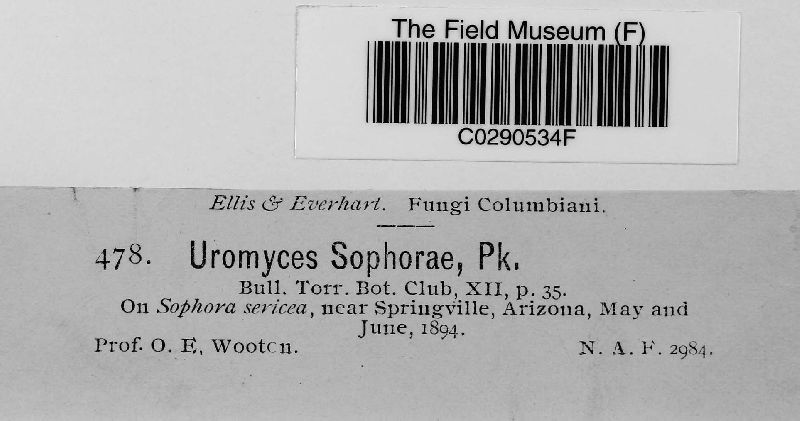 The Field Museum (F)
C0290534F
Ellis & Everhart. Fungi Columbiani.
478. Uromyces Sophorae, Pk.
Bull. Torr. Bot. Club, XII, p. 35.
On Sophora sericea, near Springville, Arizona, May and
June, 1894.
Prof. O. E. Wooten. N. A. F. 2984.